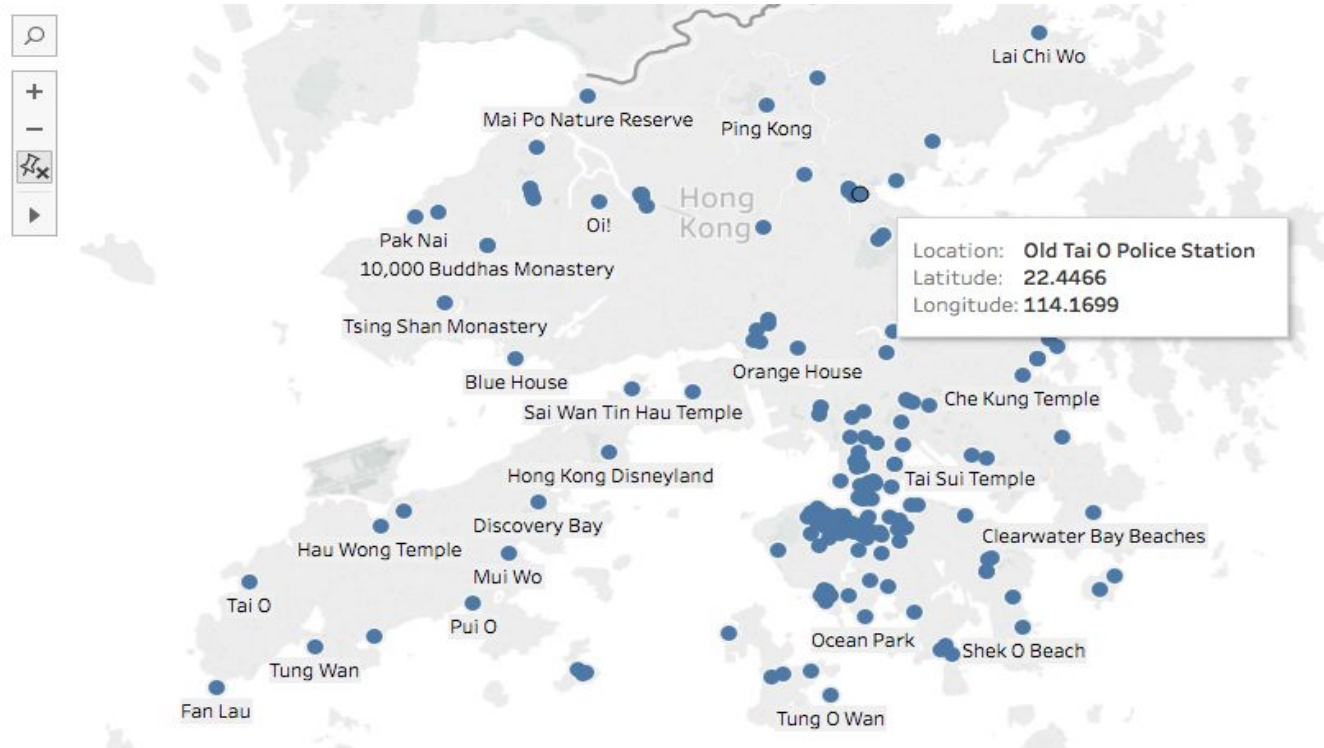 Lai Chi Wo
Mai Po Nature Reserve
Ping Kong
Hong
Kong
Oi!
Pak Nai
10,000 Buddhas Monastery
Location: Old Tai O Police Station
Latitude: 22.4466
Longitude: 114.1699
Tsing Shan Monastery
Orange House
Blue House
Che Kung Temple
Sai Wan Tin Hau Temple
Hong Kong Disneyland
Tai Sui Temple
Discovery Bay
Clearwater Bay Beaches
Hau Wong Temple
Mui Wo
Tai O
Pui O
Ocean Park
Shek O Beach
Tung Wan
Fan Lau
Tung O Wan